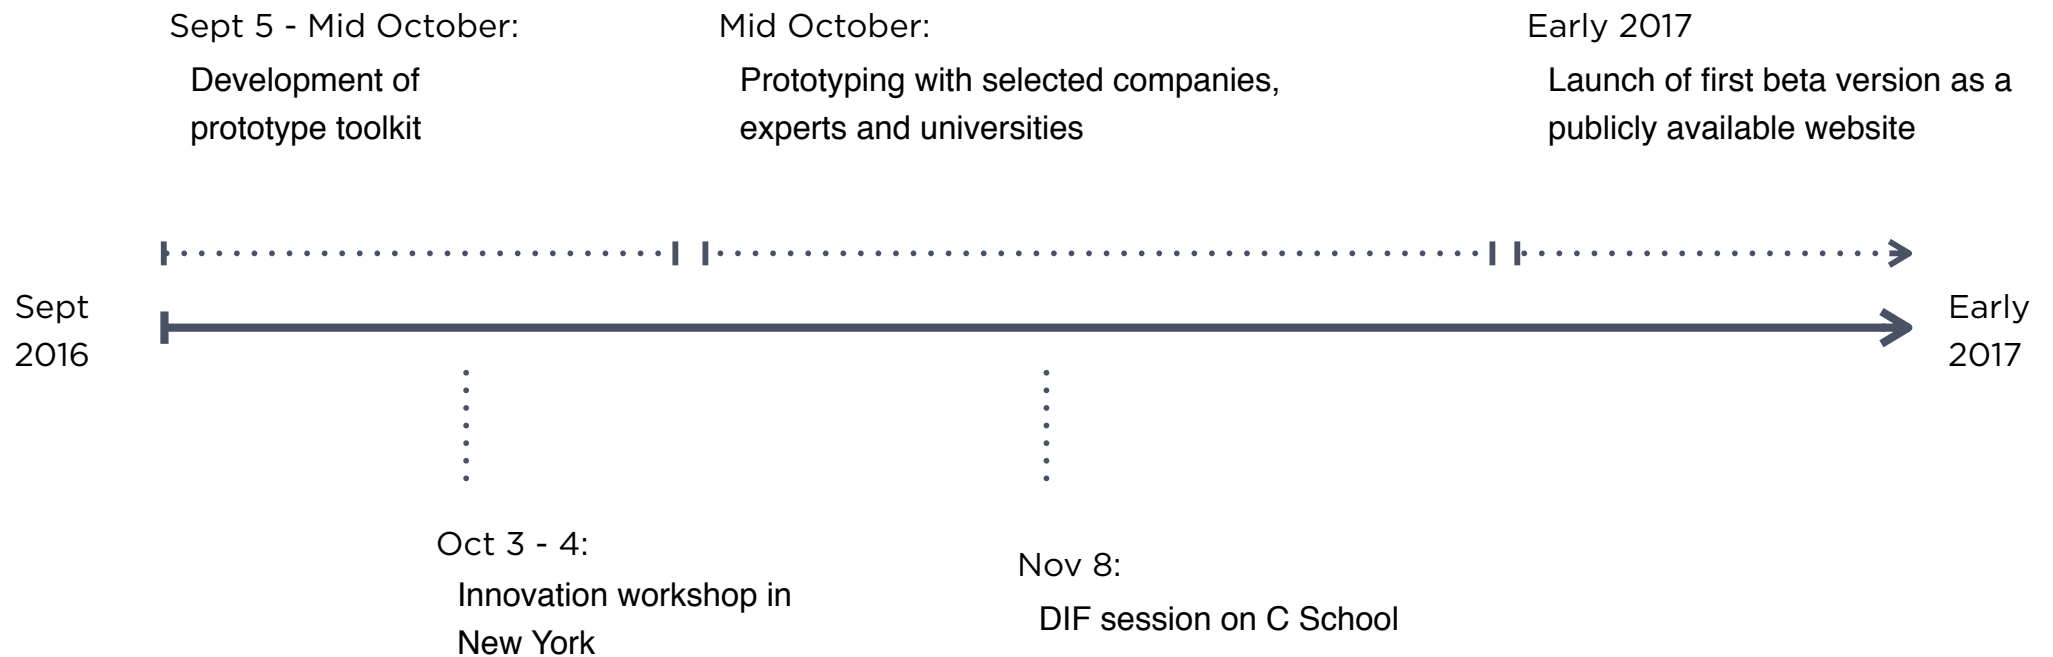 Sept 5 - Mid October:
Development of
prototype toolkit
Mid October:
Prototyping with selected companies,
experts and universities
Early 2017
Launch of first beta version as a
publicly available website
Sept
2016
Early
2017
Oct 3 - 4:
Innovation workshop in
New York
Nov 8:
DIF session on C School